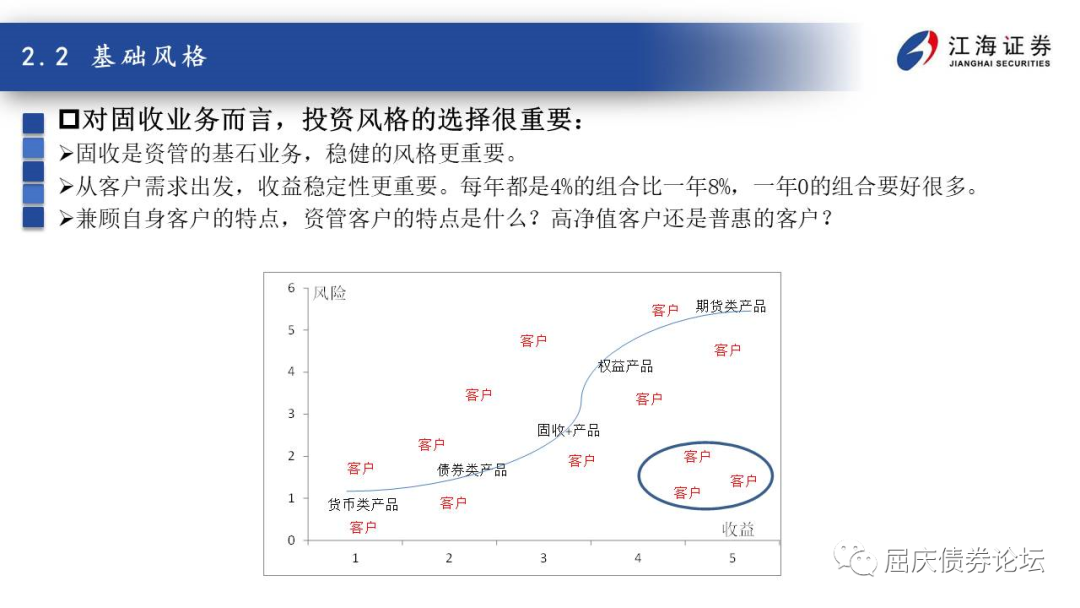 2.2 基础风格
江海证券
JIANGHAI SECURITIES
对固收业务而言，投资风格的选择很重要：
固收是资管的基石业务，稳健的风格更重要。
从客户需求出发，收益稳定性更重要。每年都是4%的组合比一年8%，一年0的组合要好很多。
兼顾自身客户的特点，资管客户的特点是什么？高净值客户还是普惠的客户？
6
风险
客户
期货类产品
5
客户
客户
4
权益产品
客户
客户
3
固收+产品
客户
2
客户
客户
客户
债券类产品
客户
客户
1
货币类产品
客户
客户
0
收益
1
2
3
4
5
屈庆债券论坛